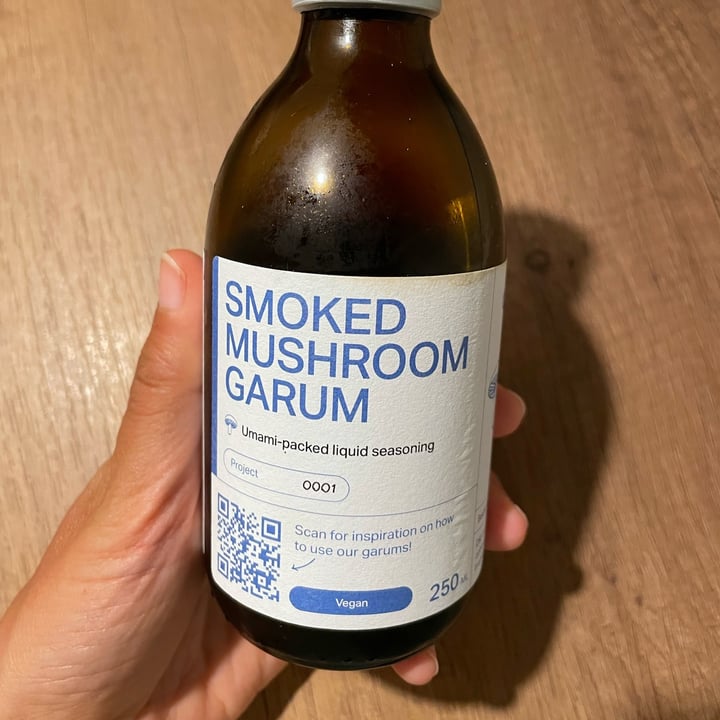 SMOKED
MUSHROOM
GARUM
Umami-packed liquid seasoning
Project 0001
Scan for inspiration on how
to use our garums!
Vegan
250 ML